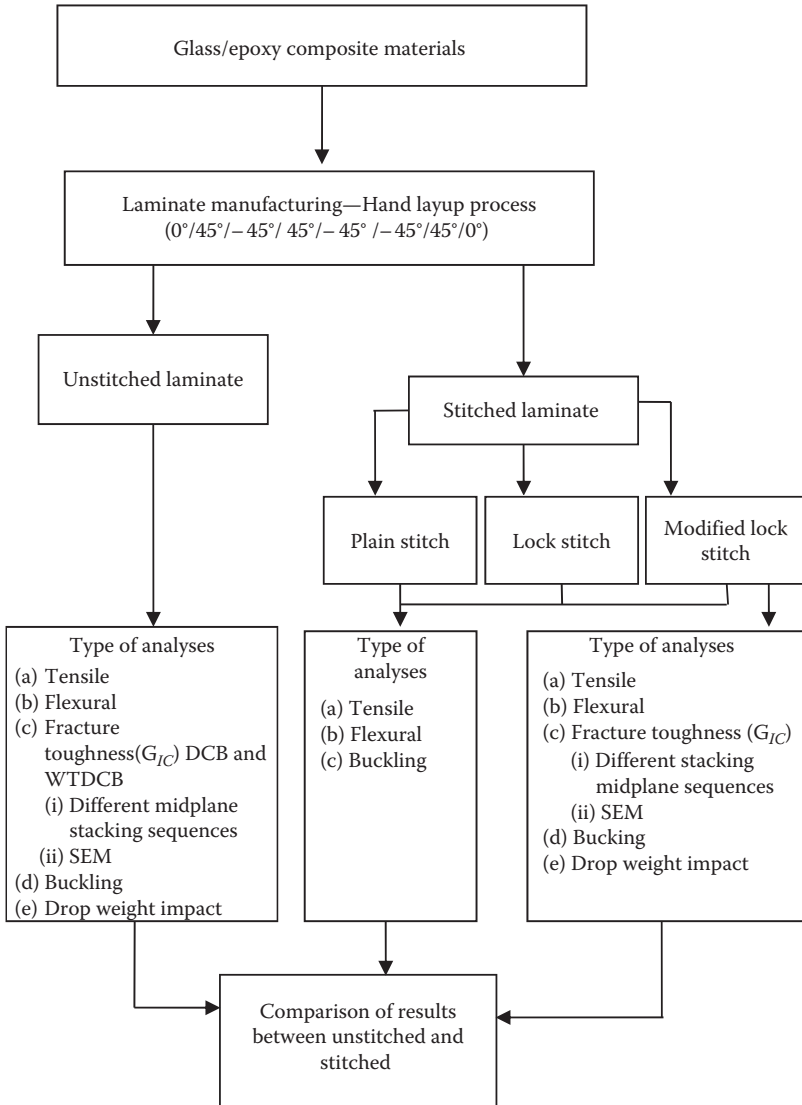 Glass/epoxy composite materials
Laminate manufacturing—Hand layup process
(0°/45°/– 45°/ 45°/– 45° /– 45°/45°/0°)
Unstitched laminate
Stitched laminate
Plain stitch
Lock stitch
Modified lock
stitch
Type of analyses
(a) Tensile
(b) Flexural
(c) Fracture
toughness(G_IC) DCB and
WTDCB
(i) Different midplane
stacking sequences
(ii) SEM
(d) Buckling
(e) Drop weight impact
Type of
analyses
(a) Tensile
(b) Flexural
(c) Buckling
Type of analyses
(a) Tensile
(b) Flexural
(c) Fracture toughness (G_IC)
(i) Different stacking
midplane sequences
(ii) SEM
(d) Bucking
(e) Drop weight impact
Comparison of results
between unstitched and
stitched